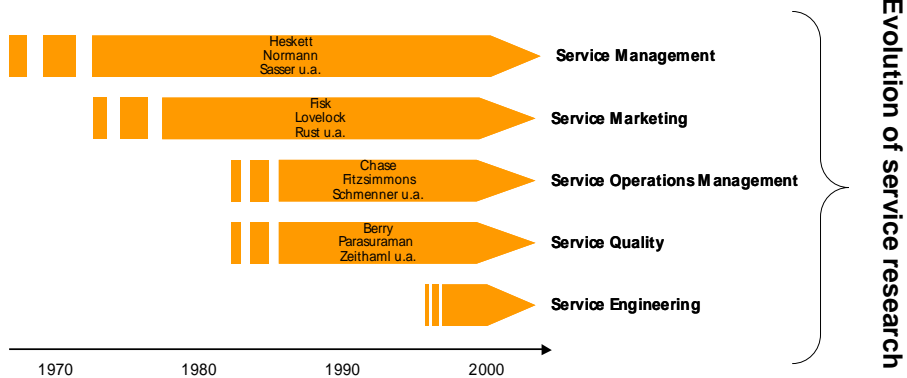 Heskett
Normann
Sasser u.a.
Service Management
Fisk
Lovelock
Rust u.a.
Service Marketing
Chase
Fitzsimmons
Schmenner u.a.
Service Operations Management
Berry
Parasuraman
Zeithaml u.a.
Service Quality
Service Engineering
1970 1980 1990 2000
Evolution of service research